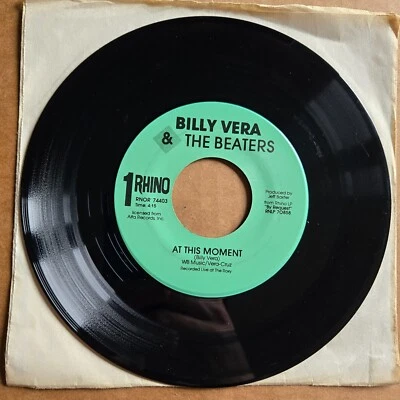 BILLY VERA
& THE BEATERS
1 RHINO
RNOR 74403
Time: 4:15
licensed from
Alfa Records, Inc.
Produced by
Jeff Baxter
from Rhino LP
"By Request"
RNLP 70858
AT THIS MOMENT
(Billy Vera)
WB Music/Vera-Cruz
Recorded Live at The Roxy